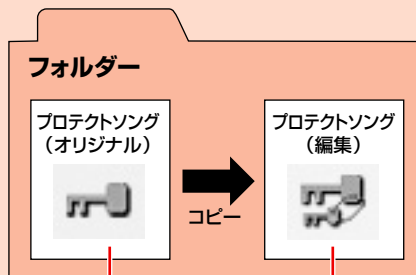 フォルダー
プロテクトソング
（オリジナル）
プロテクトソング
（編集）
コピー